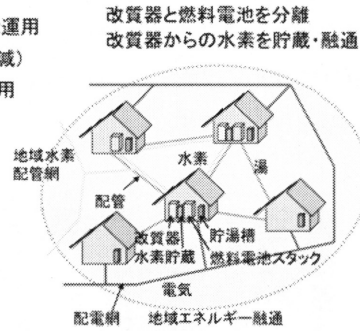 運用
減)
用
改質器と燃料電池を分離
改質器からの水素を貯蔵・融通
地域水素
配管網
水素
湯
配管
改質器
水素貯蔵
貯湯槽
燃料電池スタック
電気
配電網
地域エネルギー融通